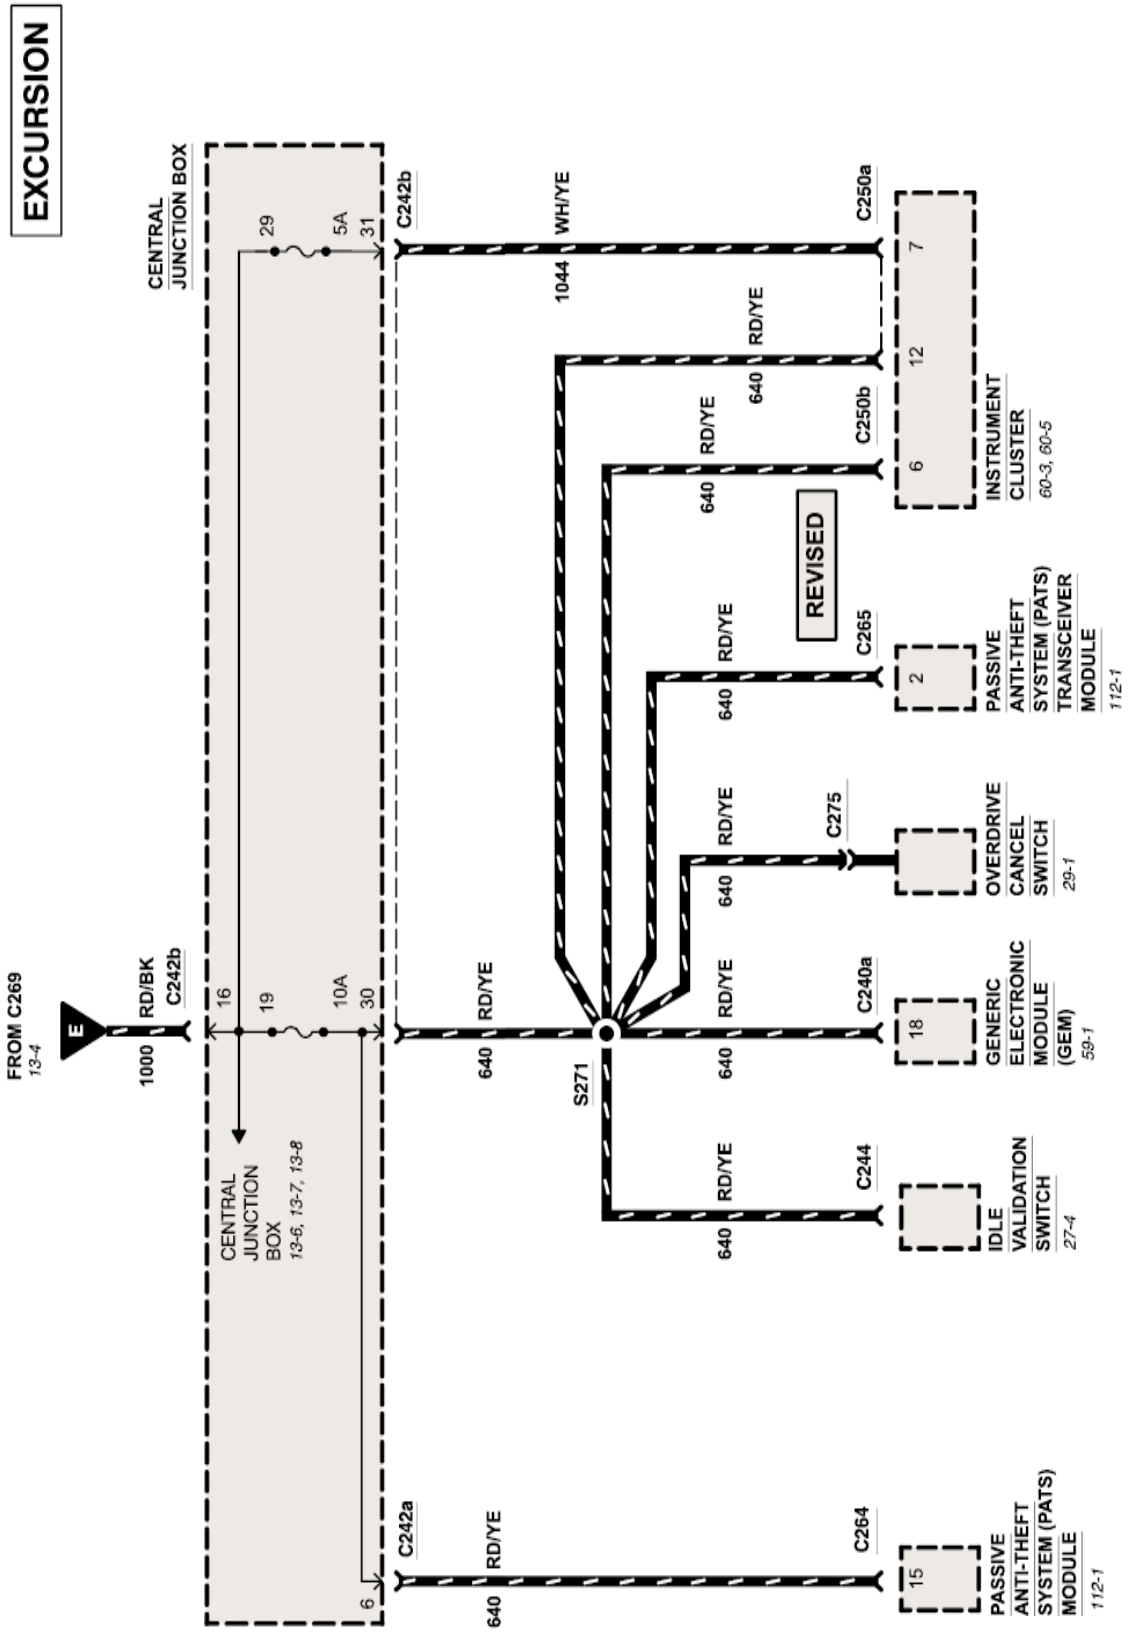 EXCURSION
FROM C269
13-4
E
1000
RD/BK
C242b
CENTRAL
JUNCTION BOX
16
19
10A
30
29
5A
31
CENTRAL
JUNCTION
BOX
13-6, 13-7, 13-8
6
C242a
C242b
640
RD/YE
640
RD/YE
1044
WH/YE
S271
640
RD/YE
640
RD/YE
640
RD/YE
640
RD/YE
640
RD/YE
640
RD/YE
REVISED
C264
C244
C240a
C275
C265
C250b
C250a
15
18
2
6
12
7
PASSIVE
ANTI-THEFT
SYSTEM (PATS)
MODULE
112-1
IDLE
VALIDATION
SWITCH
27-4
GENERIC
ELECTRONIC
MODULE
(GEM)
59-1
OVERDRIVE
CANCEL
SWITCH
29-1
PASSIVE
ANTI-THEFT
SYSTEM (PATS)
TRANSCEIVER
MODULE
112-1
INSTRUMENT
CLUSTER
60-3, 60-5